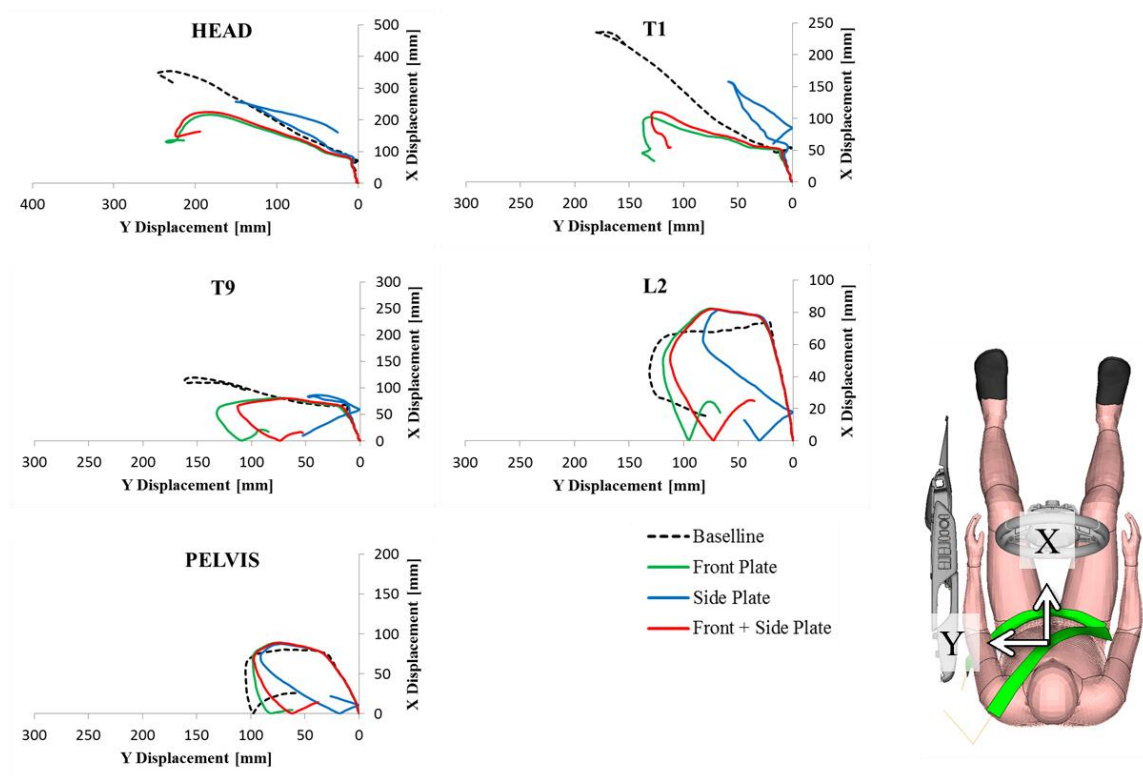 HEAD
500
400
300
200
100
0
X Displacement [mm]
400 300 200 100 0
Y Displacement [mm]
T1
250
200
150
100
50
0
X Displacement [mm]
300 250 200 150 100 50 0
Y Displacement [mm]
T9
300
250
200
150
100
50
0
X Displacement [mm]
300 250 200 150 100 50 0
Y Displacement [mm]
L2
100
80
60
40
20
0
X Displacement [mm]
300 250 200 150 100 50 0
Y Displacement [mm]
PELVIS
200
150
100
50
0
X Displacement [mm]
300 250 200 150 100 50 0
Y Displacement [mm]
Baselline
Front Plate
Side Plate
Front + Side Plate
X
Y